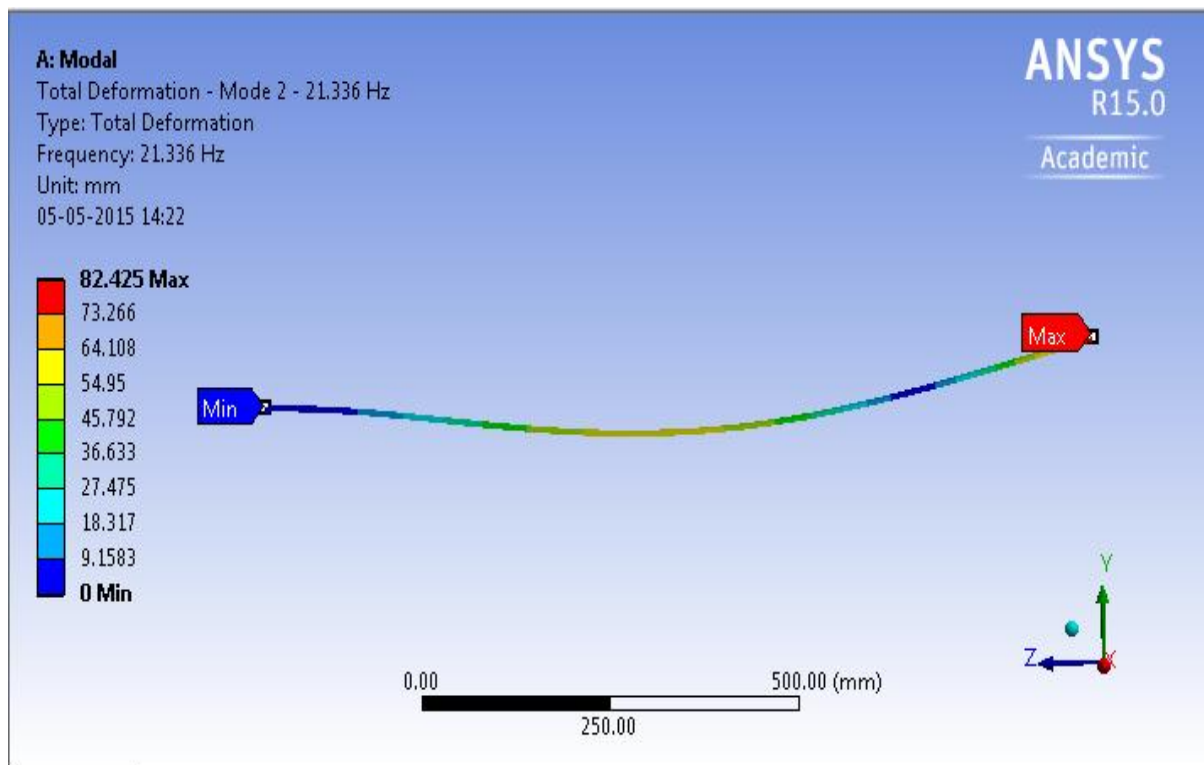 A: Modal
Total Deformation - Mode 2 - 21.336 Hz
Type: Total Deformation
Frequency: 21.336 Hz
Unit: mm
05-05-2015 14:22
ANSYS
R15.0
Academic
82.425 Max
73.266
64.108
54.95
45.792
36.633
27.475
18.317
9.1583
0 Min
Min
Max
0.00
500.00 (mm)
250.00
Y
Z
X